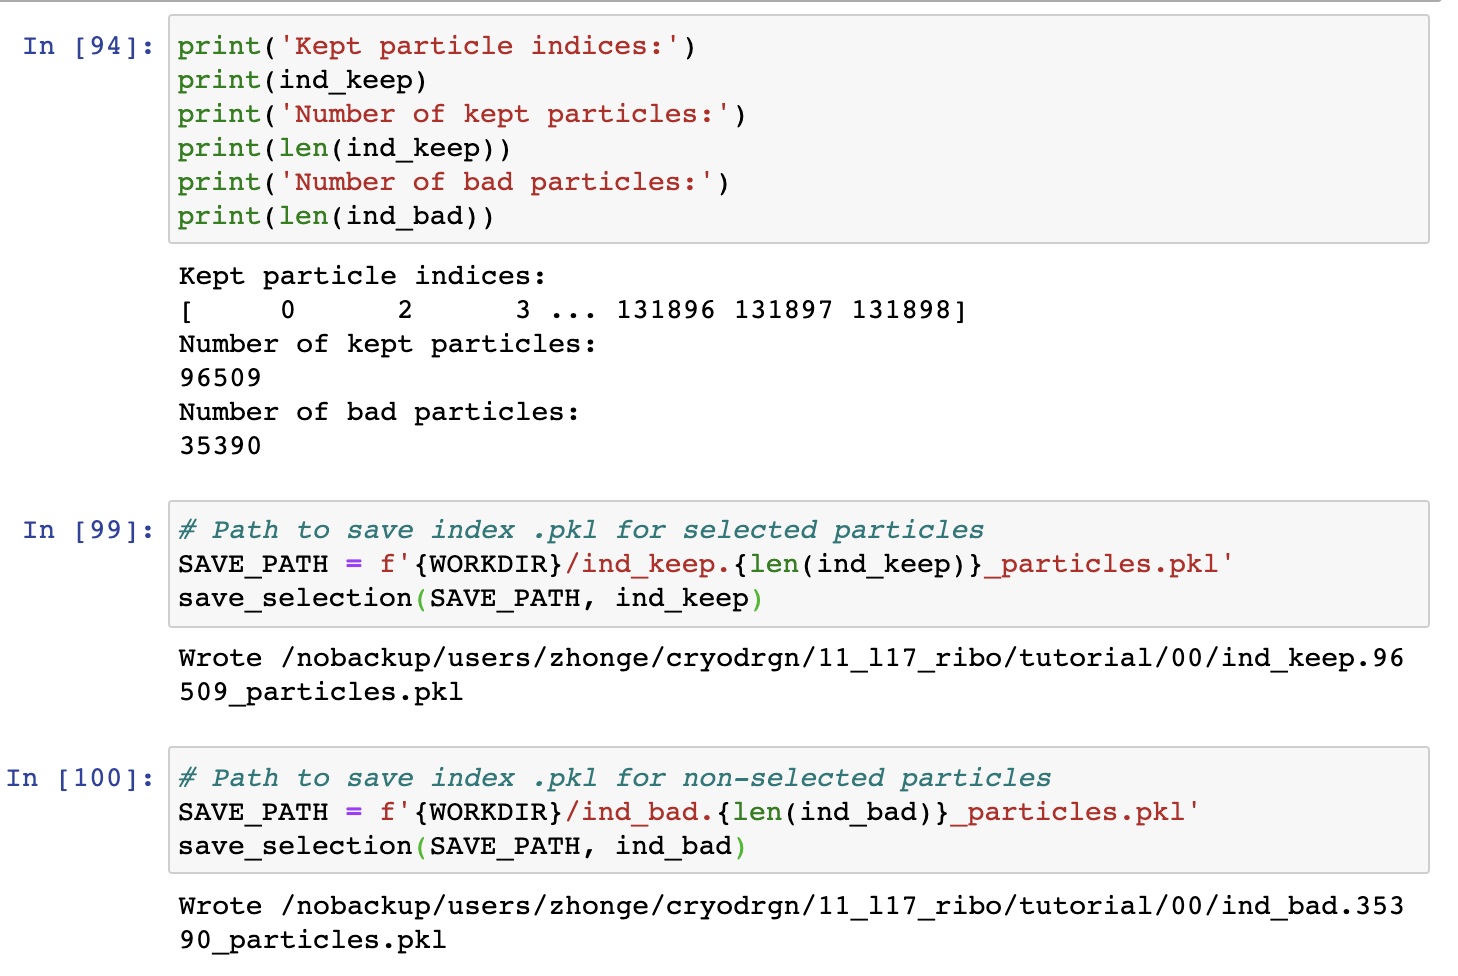 In [94]:
print('Kept particle indices:')
print(ind_keep)
print('Number of kept particles:')
print(len(ind_keep))
print('Number of bad particles:')
print(len(ind_bad))
Kept particle indices:
[      0      2      3 ... 131896 131897 131898]
Number of kept particles:
96509
Number of bad particles:
35390
In [99]:
# Path to save index .pkl for selected particles
SAVE_PATH = f'{WORKDIR}/ind_keep.{len(ind_keep)}_particles.pkl'
save_selection(SAVE_PATH, ind_keep)
Wrote /nobackup/users/zhonge/cryodrgn/11_l17_ribo/tutorial/00/ind_keep.96
509_particles.pkl
In [100]:
# Path to save index .pkl for non-selected particles
SAVE_PATH = f'{WORKDIR}/ind_bad.{len(ind_bad)}_particles.pkl'
save_selection(SAVE_PATH, ind_bad)
Wrote /nobackup/users/zhonge/cryodrgn/11_l17_ribo/tutorial/00/ind_bad.353
90_particles.pkl